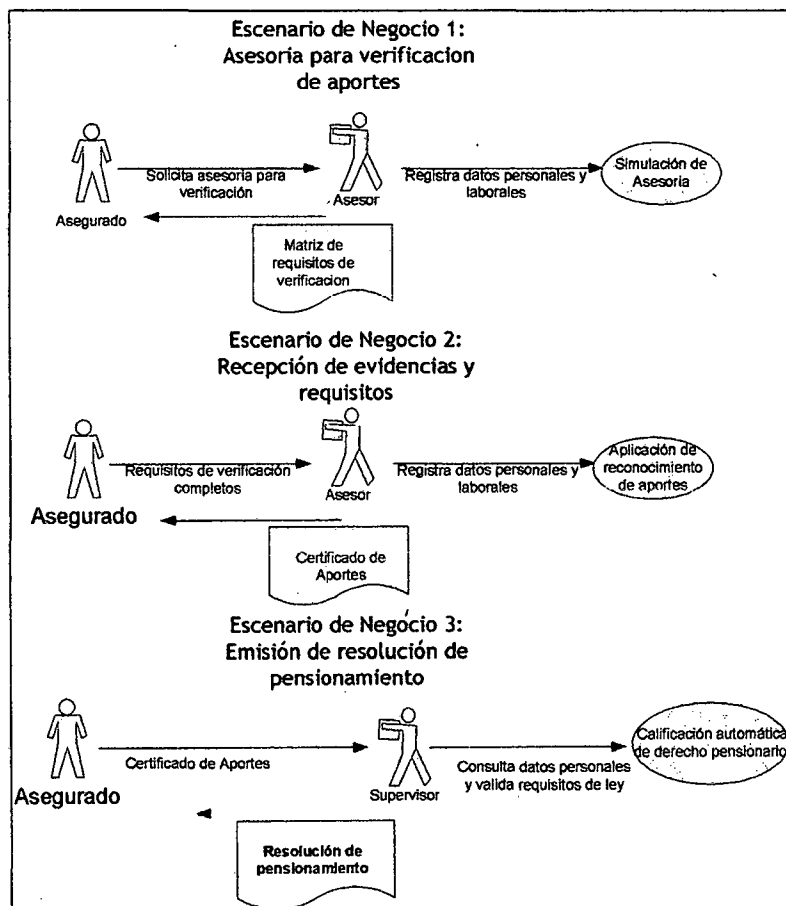 Escenario de Negocio 1:
Asesoria para verificacion
de aportes
Solicita asesoria para
verificación
Asegurado
Asesor
Registra datos personales y
laborales
Simulación de
Asesoria
Matriz de
requisitos de
verificacion
Escenario de Negocio 2:
Recepción de evidencias y
requisitos
Requisitos de verificación
completos
Asegurado
Asesor
Registra datos personales y
laborales
Aplicación de
reconocimiento
de aportes
Certificado de
Aportes
Escenario de Negocio 3:
Emisión de resolución de
pensionamiento
Certificado de Aportes
Asegurado
Supervisor
Consulta datos personales
y valida requisitos de ley
Calificación automática
de derecho pensionario
Resolución de
pensionamiento